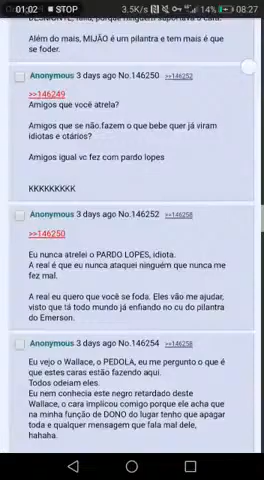 01:02 STOP 3.5K/s 14% 08:27
Além do mais, MIJÃO é um pilantra e tem mais é que
se foder.
Anonymous 3 days ago No.146250 >>146252
>>146249
Amigos que você atrela?
Amigos que se não.fazem o que bebe quer já viram
idiotas e otários?
Amigos igual vc fez com pardo lopes
KKKKKKKKK
Anonymous 3 days ago No.146252 >>146258
>>146250
Eu nunca atrelei o PARDO LOPES, idiota.
A real é que eu nunca ataquei ninguém que nunca me
fez mal.
A real eu quero que você se foda. Eles vão me ajudar,
visto que tá todo mundo já enfiando no cu do pilantra
do Emerson.
Anonymous 3 days ago No.146254 >>146258
Eu vejo o Wallace, o PEDOLA, eu me pergunto o que é
que estes caras estão fazendo aqui.
Todos odeiam eles.
Eu nem conhecia este negro retardado deste
Wallace, o cara implicou comigo porque ele acha que
na minha função de DONO do lugar tenho que apagar
toda e qualquer mensagem que fala mal dele,
hahaha.